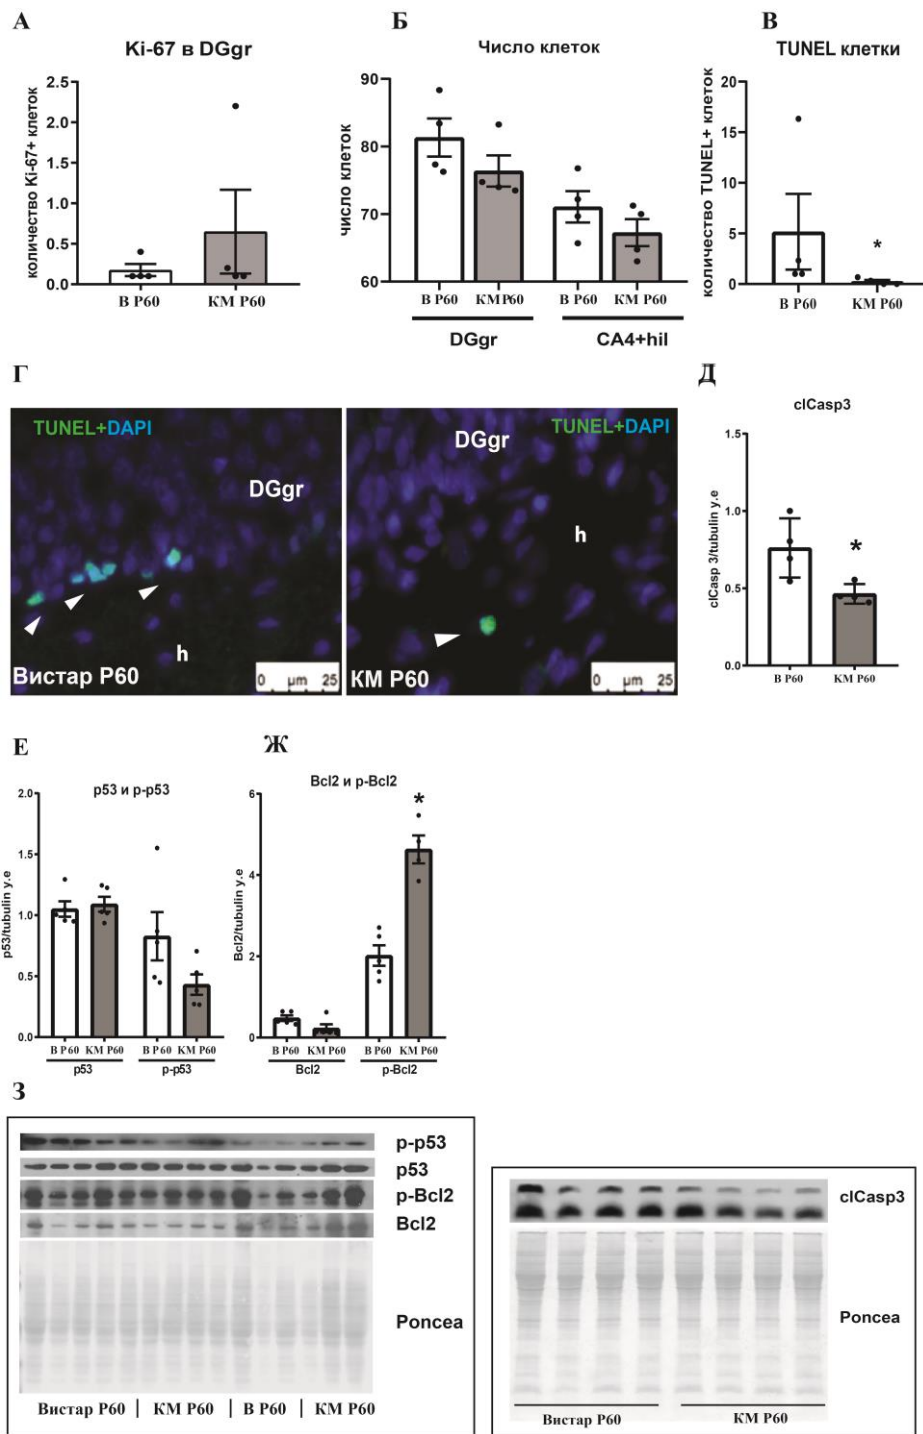 А
Ki-67 в DGgr
количество Ki-67+ клеток
2.5
2.0
1.5
1.0
0.5
0.0
В P60
КМ P60
Б
Число клеток
число клеток
90
80
70
60
В P60
КМ P60
В P60
КМ P60
DGgr
CA4+hil
В
TUNEL клетки
количество TUNEL+ клеток
20
15
10
5
0
*
В P60
КМ P60
Г
TUNEL+DAPI
DGgr
h
Вистар P60
0 µm 25
TUNEL+DAPI
DGgr
h
КМ P60
0 µm 25
Д
clCasp3
clCasp 3/tubulin у.е
1.5
1.0
0.5
0.0
*
В P60
КМ P60
Е
p53 и p-p53
p53/tubulin у.е
2.0
1.5
1.0
0.5
0.0
В P60
КМ P60
В P60
КМ P60
p53
p-p53
Ж
Bcl2 и p-Bcl2
Bcl2/tubulin у.е
6
4
2
0
*
В P60
КМ P60
В P60
КМ P60
Bcl2
p-Bcl2
З
p-p53
p53
p-Bcl2
Bcl2
Poncea
Вистар P60 | КМ P60 | В P60 | КМ P60
clCasp3
Poncea
Вистар P60
КМ P60